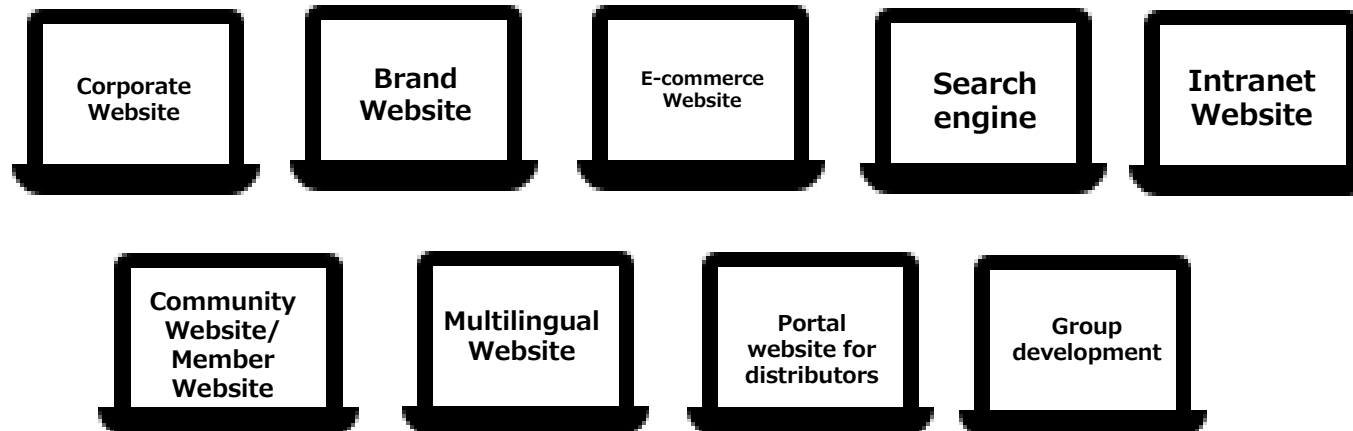 Corporate
Website
Brand
Website
E-commerce
Website
Search
engine
Intranet
Website
Community
Website/
Member
Website
Multilingual
Website
Portal
website for
distributors
Group
development